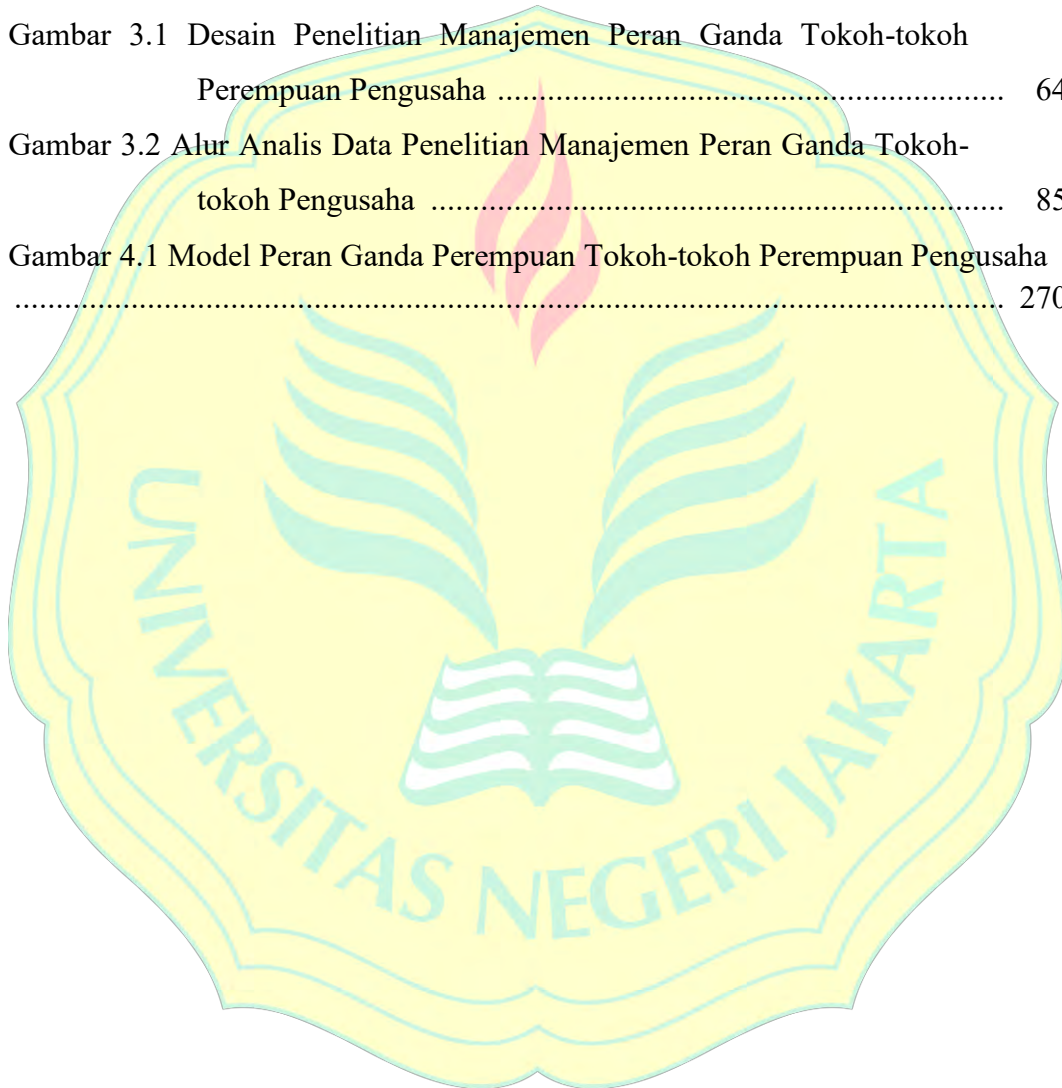 Gambar 3.1 Desain Penelitian Manajemen Peran Ganda Tokoh-tokoh
Perempuan Pengusaha ........................................................... 64
Gambar 3.2 Alur Analis Data Penelitian Manajemen Peran Ganda Tokoh-
tokoh Pengusaha ................................................................... 85
Gambar 4.1 Model Peran Ganda Perempuan Tokoh-tokoh Perempuan Pengusaha
.................................................................................................................... 270
UNIVERSITAS NEGERI JAKARTA